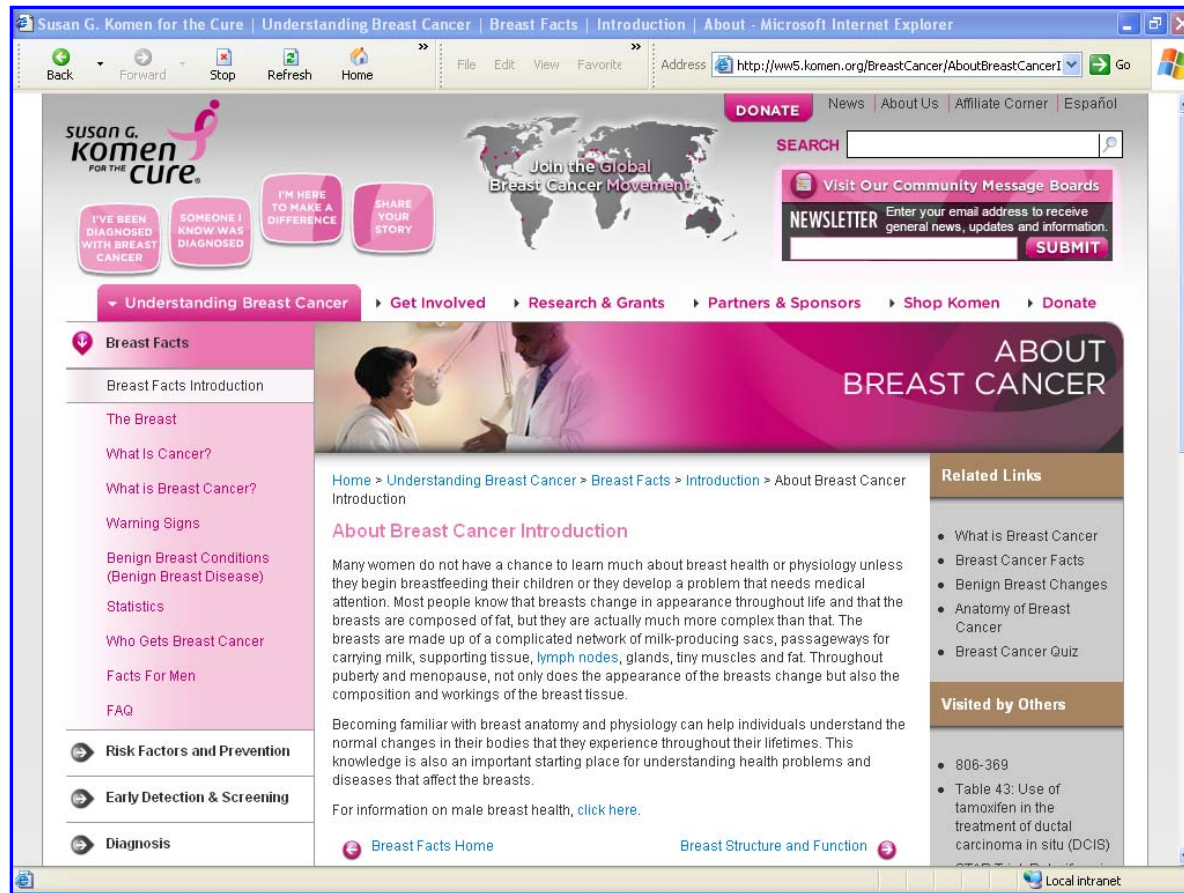 Susan G. Komen for the Cure | Understanding Breast Cancer | Breast Facts | Introduction | About - Microsoft Internet Explorer
Back
Forward
Stop
Refresh
Home
»
File Edit View Favorite
»
Address http://ww5.komen.org/BreastCancer/AboutBreastCancerI
Go
DONATE
News | About Us | Affiliate Corner | Español
susan G.
Komen
FOR THE cure®
SEARCH
Join the Global
Breast Cancer Movement
Visit Our Community Message Boards
NEWSLETTER
Enter your email address to receive
general news, updates and information.
SUBMIT
I'VE BEEN
DIAGNOSED
WITH BREAST
CANCER
SOMEONE I
KNOW WAS
DIAGNOSED
I'M HERE
TO MAKE A
DIFFERENCE
SHARE
YOUR
STORY
Understanding Breast Cancer
Get Involved
Research & Grants
Partners & Sponsors
Shop Komen
Donate
Breast Facts
Breast Facts Introduction
The Breast
What Is Cancer?
What is Breast Cancer?
Warning Signs
Benign Breast Conditions
(Benign Breast Disease)
Statistics
Who Gets Breast Cancer
Facts For Men
FAQ
Risk Factors and Prevention
Early Detection & Screening
Diagnosis
ABOUT
BREAST CANCER
Home > Understanding Breast Cancer > Breast Facts > Introduction > About Breast Cancer
Introduction
About Breast Cancer Introduction
Many women do not have a chance to learn much about breast health or physiology unless
they begin breastfeeding their children or they develop a problem that needs medical
attention. Most people know that breasts change in appearance throughout life and that the
breasts are composed of fat, but they are actually much more complex than that. The
breasts are made up of a complicated network of milk-producing sacs, passageways for
carrying milk, supporting tissue, lymph nodes, glands, tiny muscles and fat. Throughout
puberty and menopause, not only does the appearance of the breasts change but also the
composition and workings of the breast tissue.
Becoming familiar with breast anatomy and physiology can help individuals understand the
normal changes in their bodies that they experience throughout their lifetimes. This
knowledge is also an important starting place for understanding health problems and
diseases that affect the breasts.
For information on male breast health, click here.
Breast Facts Home
Breast Structure and Function
Related Links
• What is Breast Cancer
• Breast Cancer Facts
• Benign Breast Changes
• Anatomy of Breast
Cancer
• Breast Cancer Quiz
Visited by Others
• 806-369
• Table 43: Use of
tamoxifen in the
treatment of ductal
carcinoma in situ (DCIS)
Local intranet